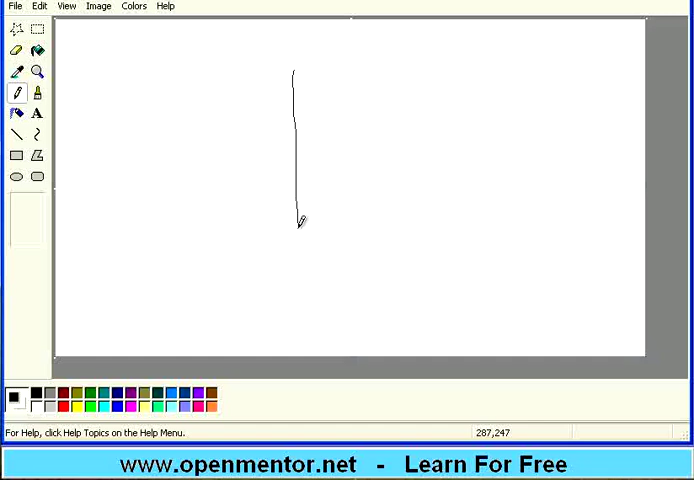 File Edit View Image Colors Help
A
For Help, click Help Topics on the Help Menu. 287,247
www.openmentor.net - Learn For Free